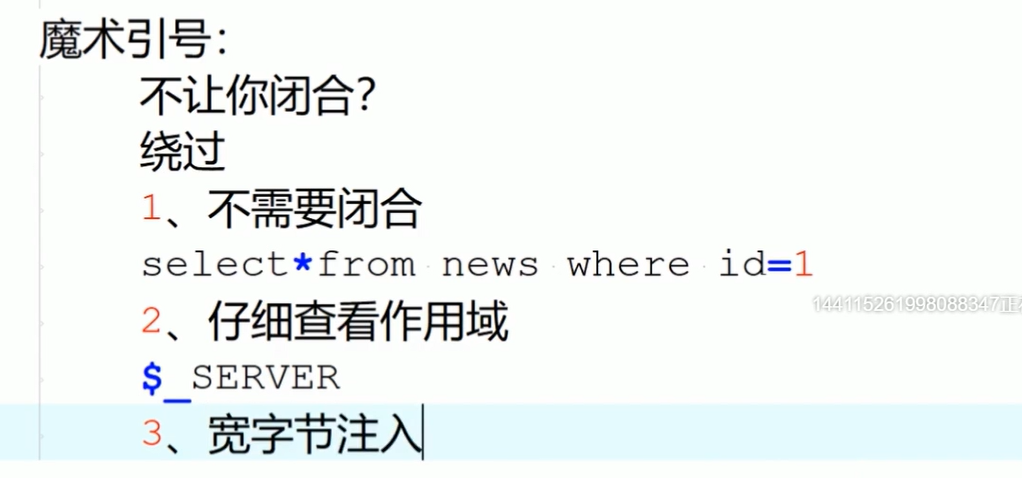 魔术引号：
不让你闭合？
绕过
1、不需要闭合
select*from news where id=1
2、仔细查看作用域
$_SERVER
3、宽字节注入